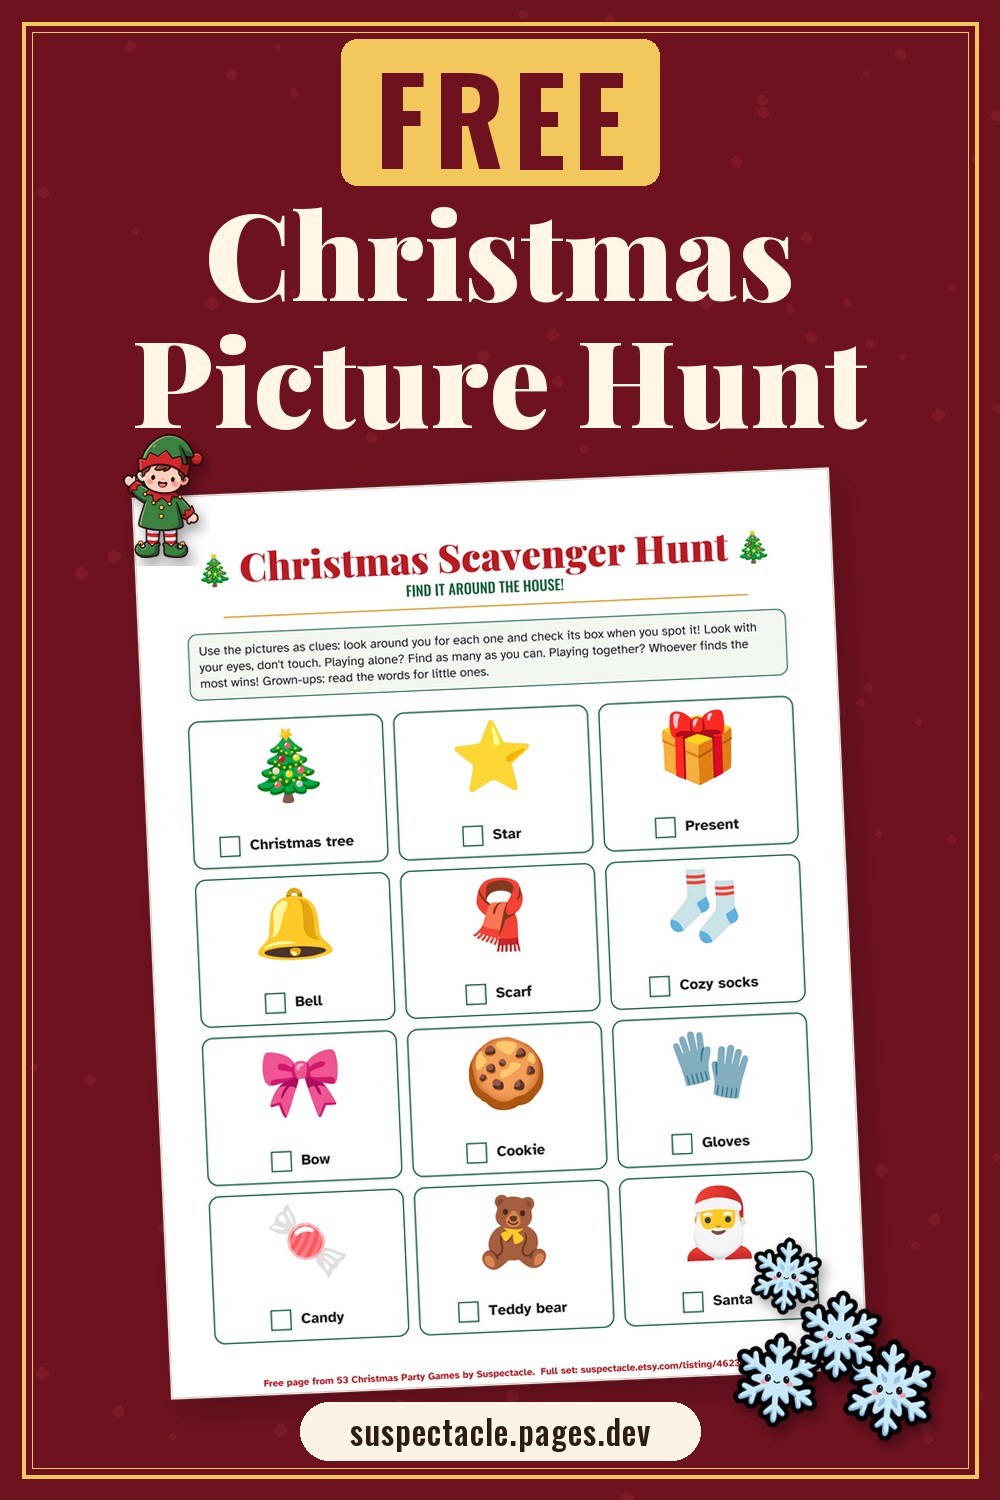 FREE
Christmas
Picture Hunt
Christmas Scavenger Hunt
FIND IT AROUND THE HOUSE!
Use the pictures as clues: look around you for each one and check its box when you spot it! Look with
your eyes, don't touch. Playing alone? Find as many as you can. Playing together? Whoever finds the
most wins! Grown-ups: read the words for little ones.
Christmas tree
Star
Present
Bell
Scarf
Cozy socks
Bow
Cookie
Gloves
Candy
Teddy bear
Santa
Free page from 53 Christmas Party Games by Suspectacle. Full set: suspectacle.etsy.com/listing/4623
suspectacle.pages.dev